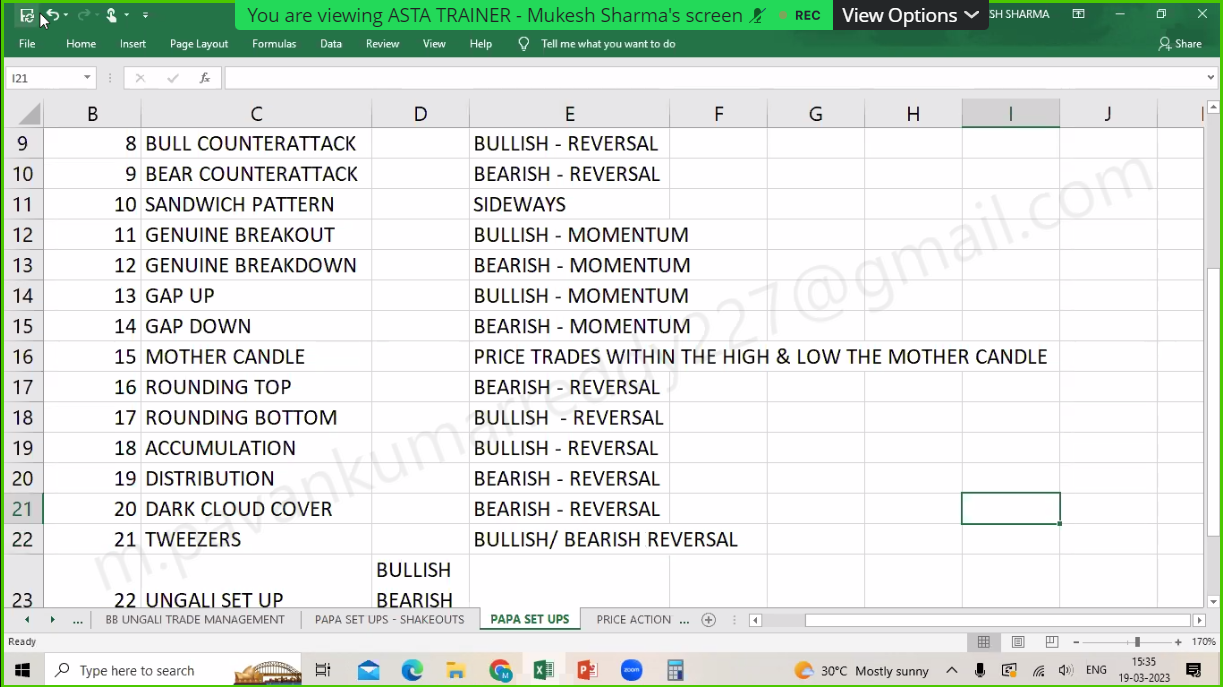 You are viewing ASTA TRAINER - Mukesh Sharma's screen REC View Options SH SHARMA
File Home Insert Page Layout Formulas Data Review View Help Tell me what you want to do Share
I21 fx
B C D E F G H I J
9 8 BULL COUNTERATTACK BULLISH - REVERSAL
10 9 BEAR COUNTERATTACK BEARISH - REVERSAL
11 10 SANDWICH PATTERN SIDEWAYS
12 11 GENUINE BREAKOUT BULLISH - MOMENTUM
13 12 GENUINE BREAKDOWN BEARISH - MOMENTUM
14 13 GAP UP BULLISH - MOMENTUM
15 14 GAP DOWN BEARISH - MOMENTUM
16 15 MOTHER CANDLE PRICE TRADES WITHIN THE HIGH & LOW THE MOTHER CANDLE
17 16 ROUNDING TOP BEARISH - REVERSAL
18 17 ROUNDING BOTTOM BULLISH - REVERSAL
19 18 ACCUMULATION BULLISH - REVERSAL
20 19 DISTRIBUTION BEARISH - REVERSAL
21 20 DARK CLOUD COVER BEARISH - REVERSAL
22 21 TWEEZERS BULLISH/ BEARISH REVERSAL
BULLISH
23 22 UNGALI SET UP BEARISH
m.pavankumarreddy227@gmail.com
... BB UNGALI TRADE MANAGEMENT PAPA SET UPS - SHAKEOUTS PAPA SET UPS PRICE ACTION ...
Ready 170%
Type here to search zoom 30°C Mostly sunny ENG 15:35
19-03-2023